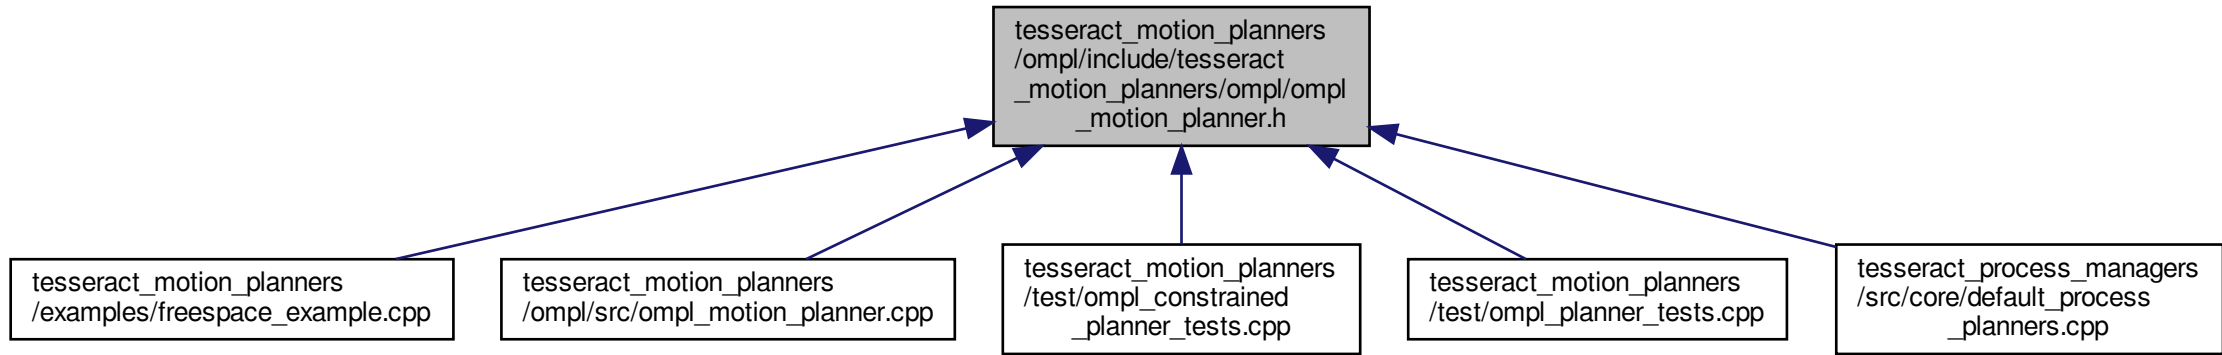 tesseract_motion_planners
/ompl/include/tesseract
_motion_planners/ompl/ompl
_motion_planner.h
tesseract_motion_planners
/examples/freespace_example.cpp
tesseract_motion_planners
/ompl/src/ompl_motion_planner.cpp
tesseract_motion_planners
/test/ompl_constrained
_planner_tests.cpp
tesseract_motion_planners
/test/ompl_planner_tests.cpp
tesseract_process_managers
/src/core/default_process
_planners.cpp